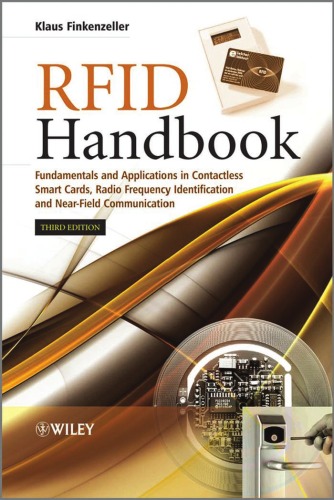 Klaus Finkenzeller
RFID
Handbook
Fundamentals and Applications in Contactless
Smart Cards, Radio Frequency Identification
and Near-Field Communication
THIRD EDITION
WILEY